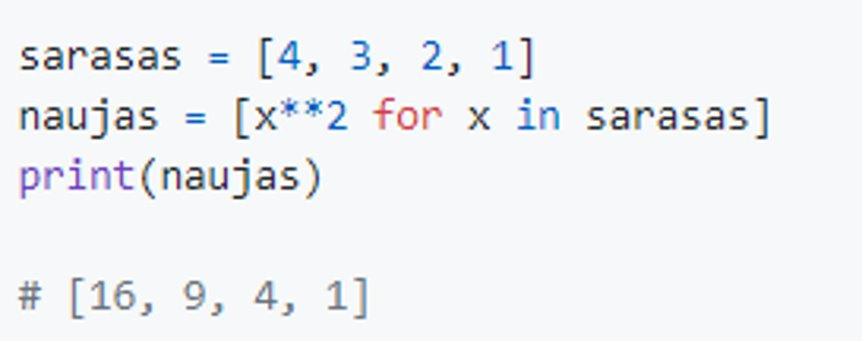 sarasas = [4, 3, 2, 1]
naujas = [x**2 for x in sarasas]
print(naujas)
# [16, 9, 4, 1]